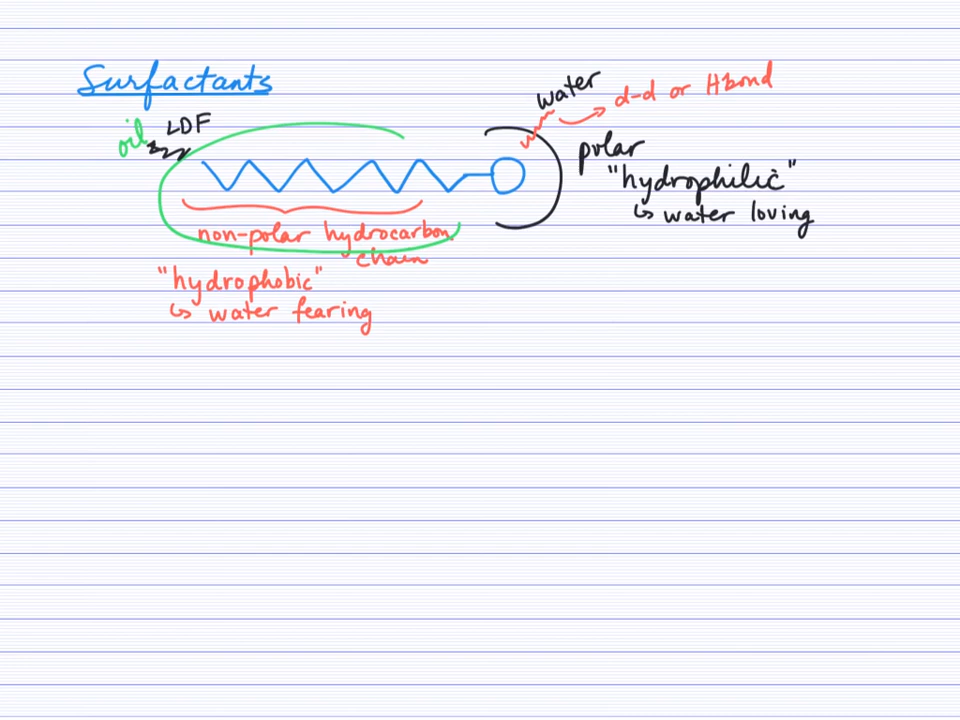 Surfactants
oil LDF
water
d-d or H bond
polar
"hydrophilic"
↳ water loving
non-polar hydrocarbon
chain
"hydrophobic"
↳ water fearing